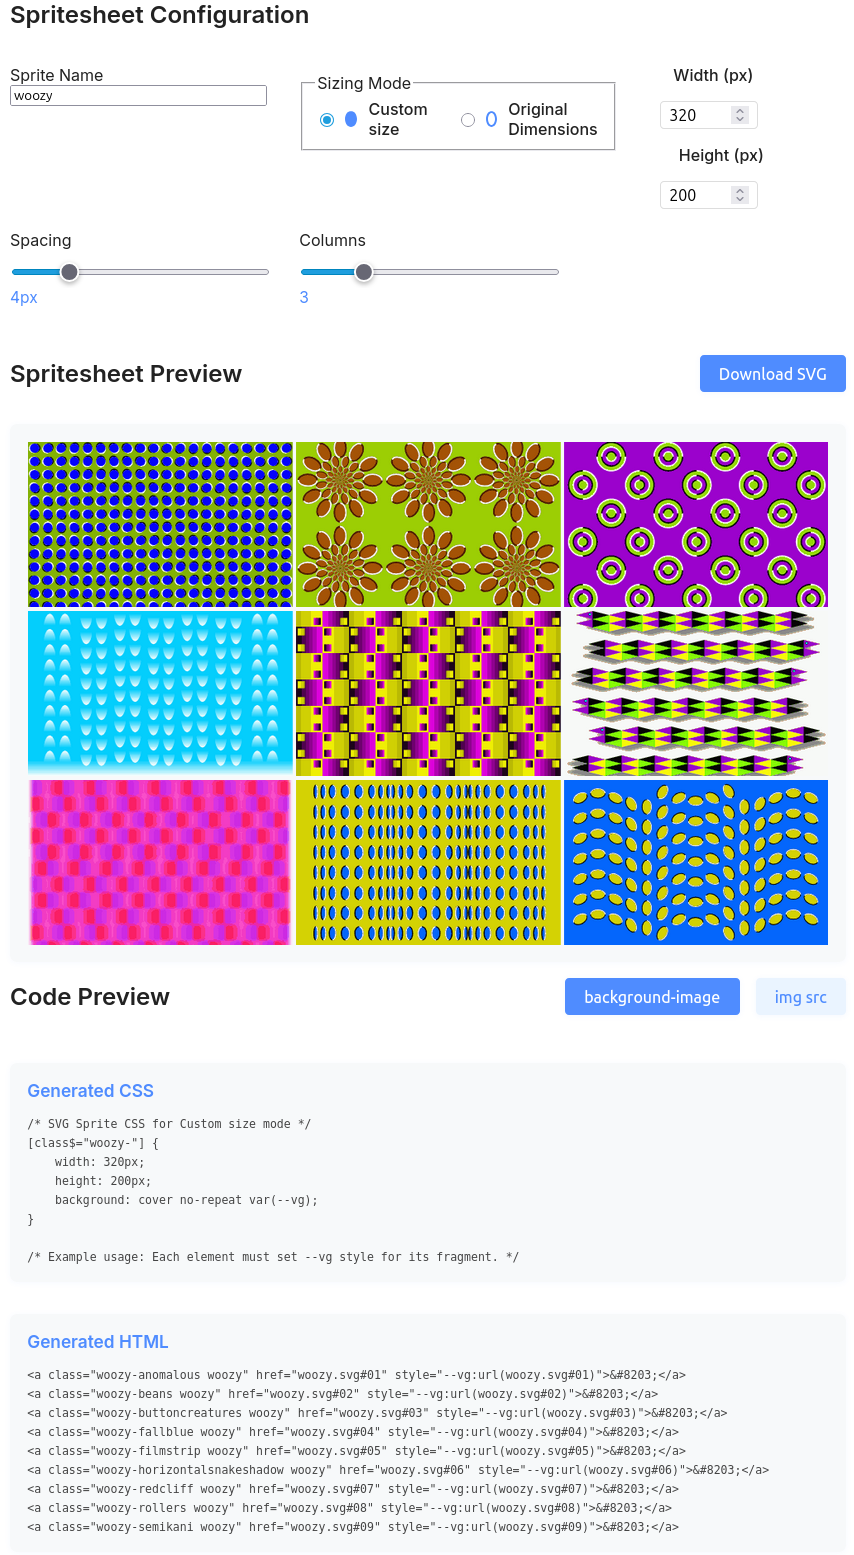 Spritesheet Configuration
Sprite Name
woozy
Sizing Mode
Custom size
Original Dimensions
Width (px)
320
Height (px)
200
Spacing
4px
Columns
3
Spritesheet Preview
Download SVG
Code Preview
background-image
img src
Generated CSS
/* SVG Sprite CSS for Custom size mode */
[class$="woozy-"] {
    width: 320px;
    height: 200px;
    background: cover no-repeat var(--vg);
}
/* Example usage: Each element must set --vg style for its fragment. */
Generated HTML
<a class="woozy-anomalous woozy" href="woozy.svg#01" style="--vg:url(woozy.svg#01)">&#8203;</a>
<a class="woozy-beans woozy" href="woozy.svg#02" style="--vg:url(woozy.svg#02)">&#8203;</a>
<a class="woozy-buttoncreatures woozy" href="woozy.svg#03" style="--vg:url(woozy.svg#03)">&#8203;</a>
<a class="woozy-fallblue woozy" href="woozy.svg#04" style="--vg:url(woozy.svg#04)">&#8203;</a>
<a class="woozy-filmstrip woozy" href="woozy.svg#05" style="--vg:url(woozy.svg#05)">&#8203;</a>
<a class="woozy-horizontalsnakeshadow woozy" href="woozy.svg#06" style="--vg:url(woozy.svg#06)">&#8203;</a>
<a class="woozy-redcliff woozy" href="woozy.svg#07" style="--vg:url(woozy.svg#07)">&#8203;</a>
<a class="woozy-rollers woozy" href="woozy.svg#08" style="--vg:url(woozy.svg#08)">&#8203;</a>
<a class="woozy-semikani woozy" href="woozy.svg#09" style="--vg:url(woozy.svg#09)">&#8203;</a>